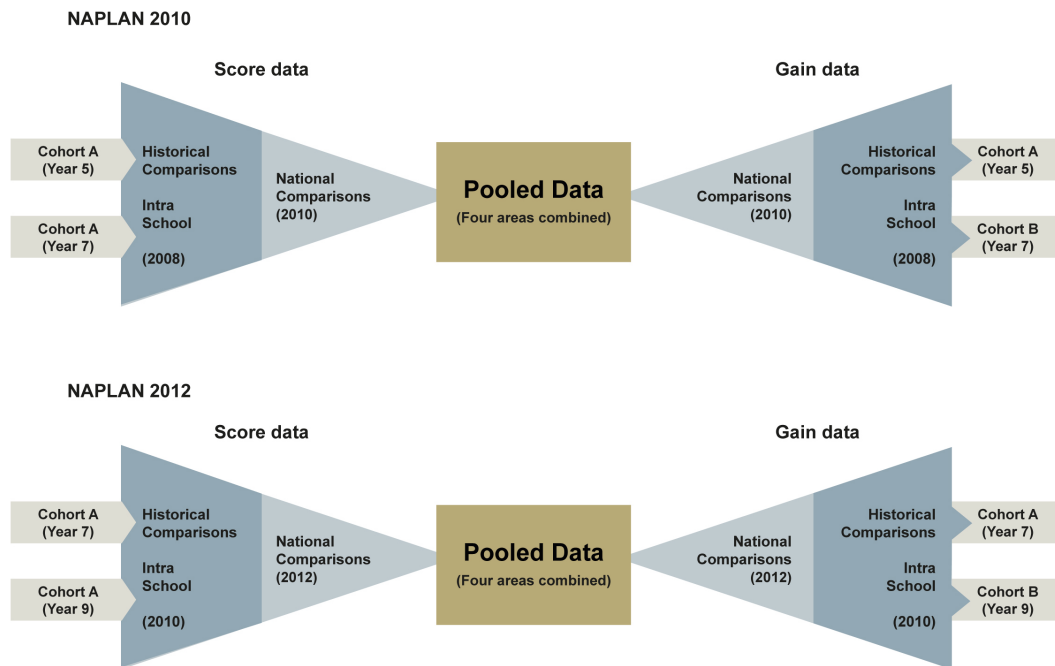 NAPLAN 2010
Score data
Gain data
Cohort A
(Year 5)
Cohort A
(Year 7)
Historical
Comparisons
Intra
School
(2008)
National
Comparisons
(2010)
Pooled Data
(Four areas combined)
National
Comparisons
(2010)
Historical
Comparisons
Intra
School
(2008)
Cohort A
(Year 5)
Cohort B
(Year 7)
NAPLAN 2012
Score data
Gain data
Cohort A
(Year 7)
Cohort A
(Year 9)
Historical
Comparisons
Intra
School
(2010)
National
Comparisons
(2012)
Pooled Data
(Four areas combined)
National
Comparisons
(2012)
Historical
Comparisons
Intra
School
(2010)
Cohort A
(Year 7)
Cohort B
(Year 9)